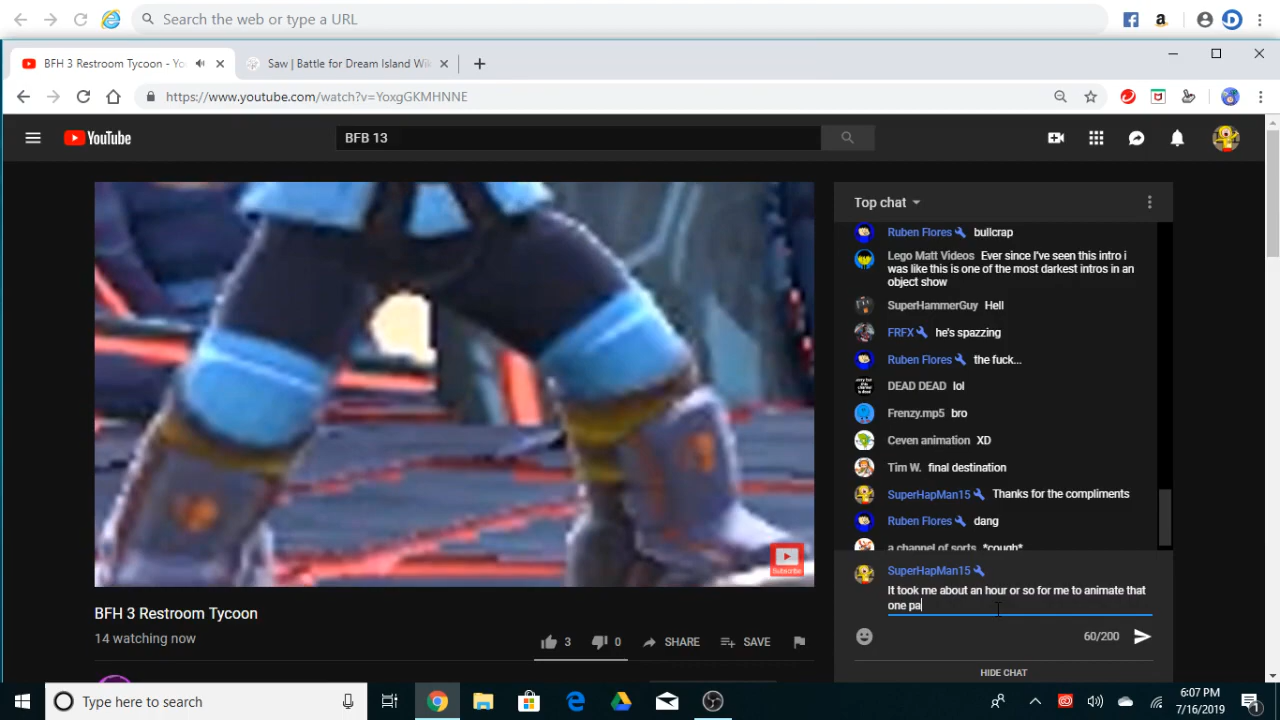 Search the web or type a URL
BFH 3 Restroom Tycoon - Yo
Saw | Battle for Dream Island Wik
https://www.youtube.com/watch?v=YoxgGKMHNNE
YouTube
BFB 13
Top chat
Ruben Flores bullcrap
Lego Matt Videos Ever since I've seen this intro i
was like this is one of the most darkest intros in an
object show
SuperHammerGuy Hell
FRFX he's spazzing
Ruben Flores the fuck...
DEAD DEAD lol
Frenzy.mp5 bro
Ceven animation XD
Tim W. final destination
SuperHapMan15 Thanks for the compliments
Ruben Flores dang
a channel of sorts *cough*
SuperHapMan15
It took me about an hour or so for me to animate that
one pa
60/200
HIDE CHAT
Subscribe
BFH 3 Restroom Tycoon
14 watching now
3
0
SHARE
SAVE
Type here to search
6:07 PM
7/16/2019
1